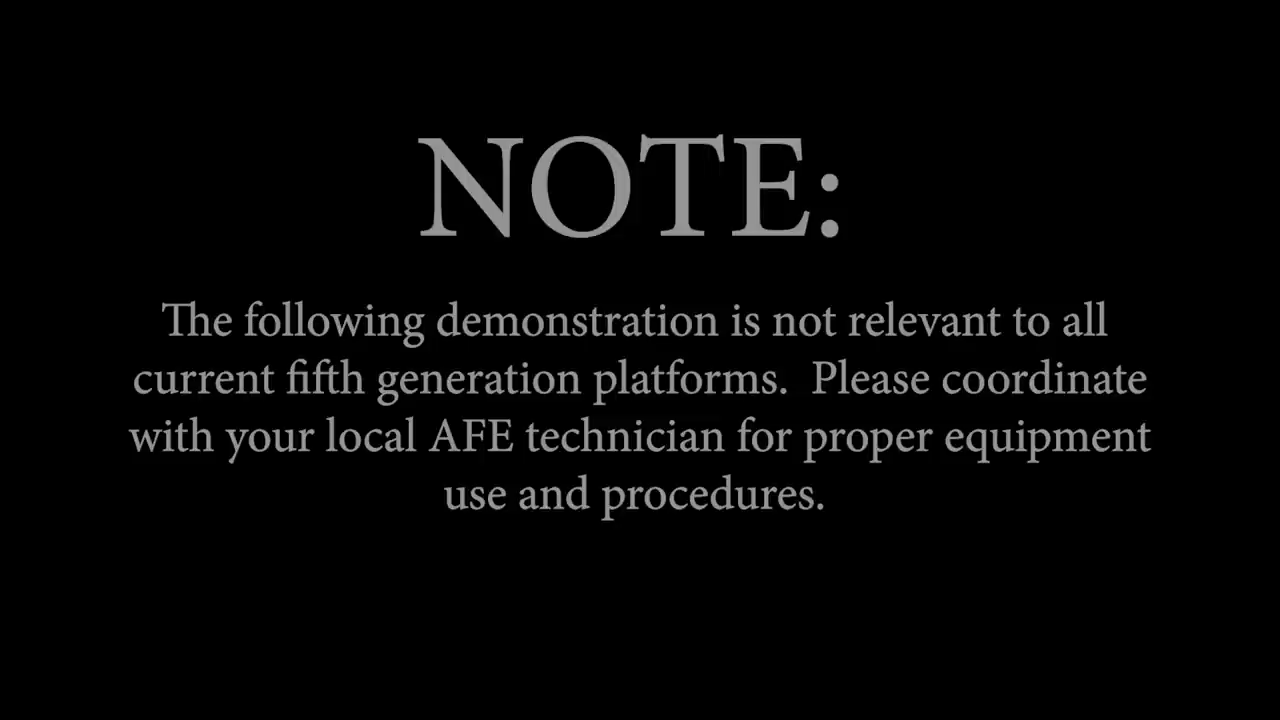 NOTE:
The following demonstration is not relevant to all
current fifth generation platforms.  Please coordinate
with your local AFE technician for proper equipment
use and procedures.